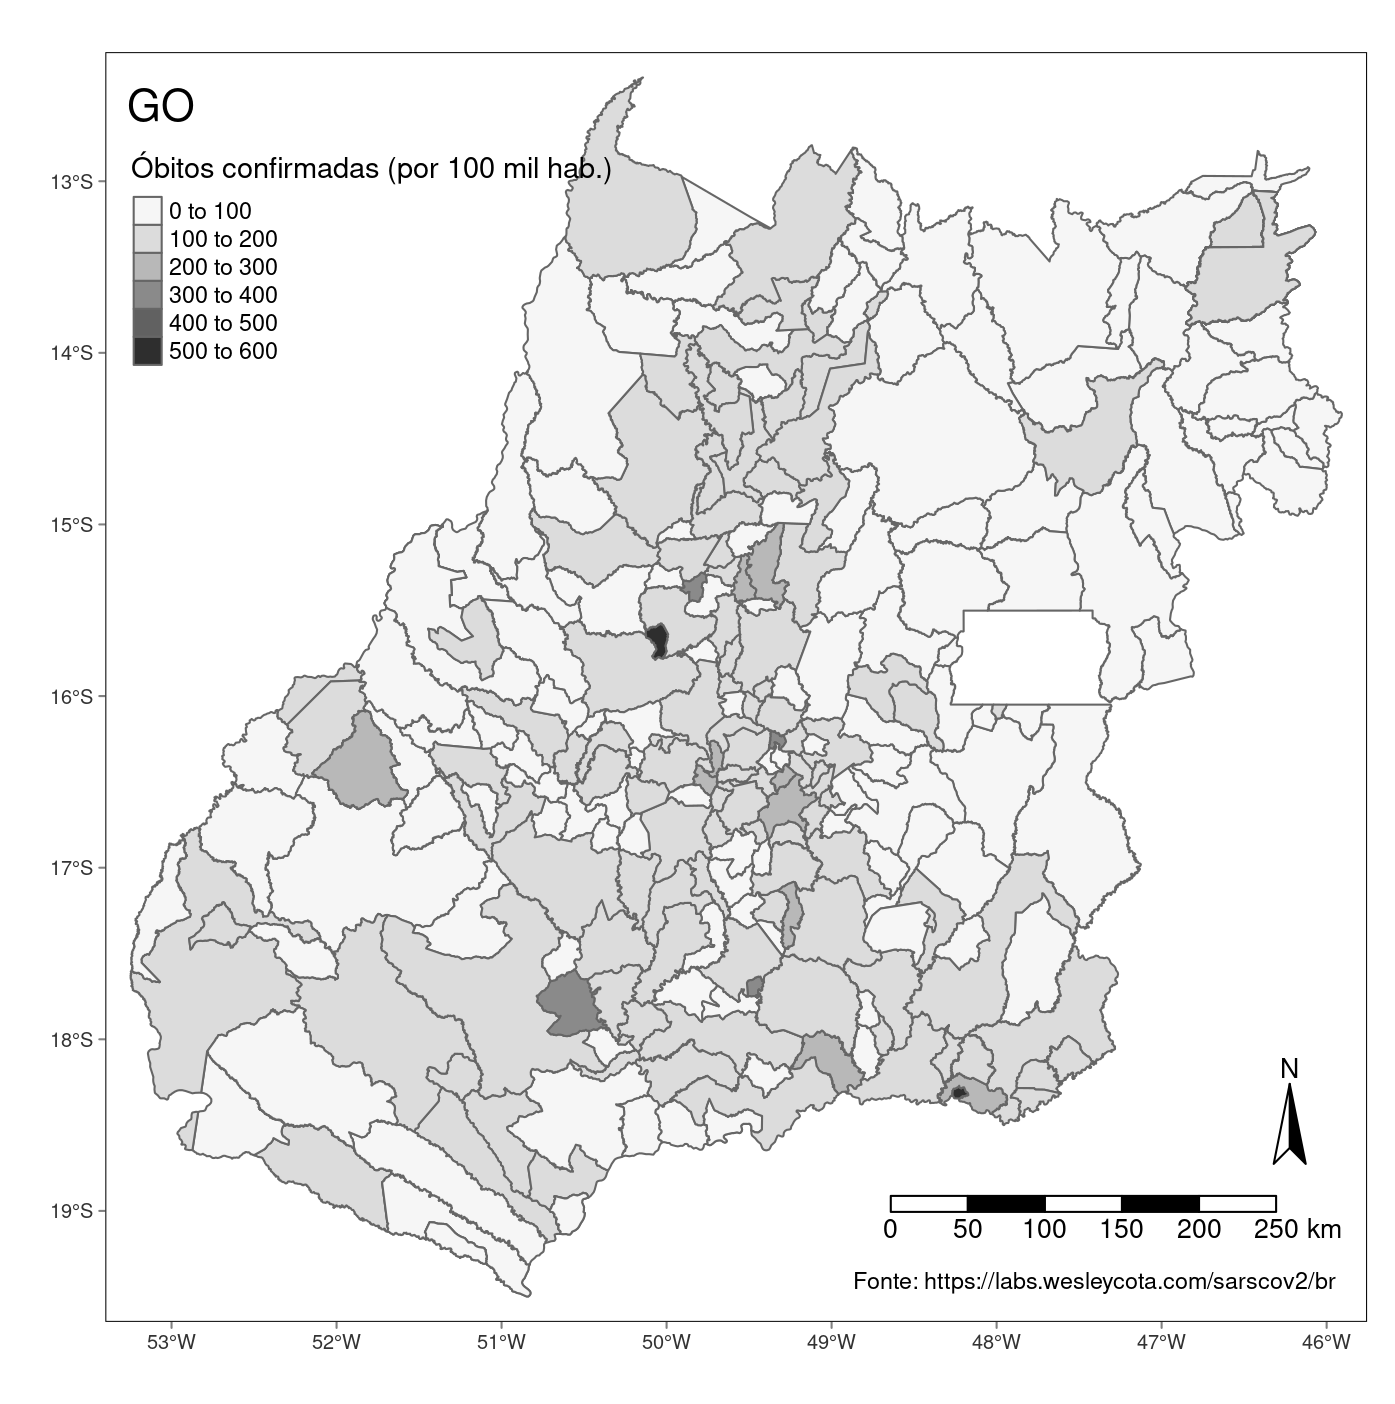 GO
Óbitos confirmadas (por 100 mil hab.)
0 to 100
100 to 200
200 to 300
300 to 400
400 to 500
500 to 600
13°S
14°S
15°S
16°S
17°S
18°S
19°S
N
0 50 100 150 200 250 km
Fonte: https://labs.wesleycota.com/sarscov2/br
53°W 52°W 51°W 50°W 49°W 48°W 47°W 46°W